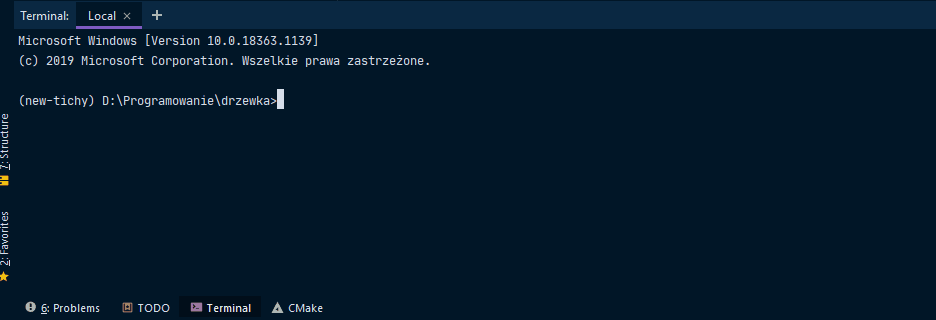 Terminal: Local × +
Microsoft Windows [Version 10.0.18363.1139]
(c) 2019 Microsoft Corporation. Wszelkie prawa zastrzeżone.
(new-tichy) D:\Programowanie\drzewka>
7: Structure
2: Favorites
6: Problems TODO Terminal CMake